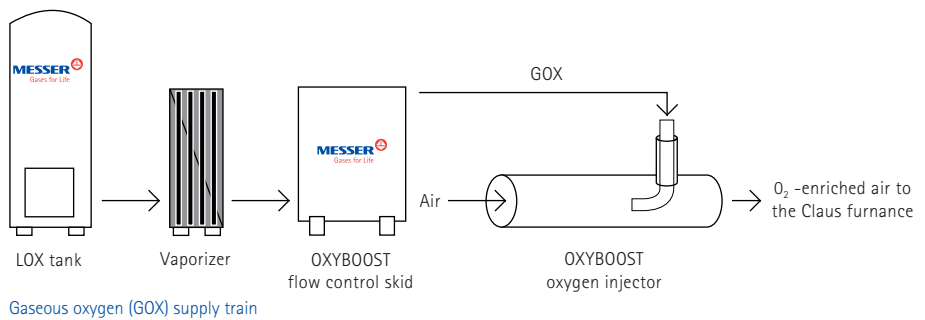 MESSER
Gases for Life
GOX
MESSER
Gases for Life
Air
O₂ -enriched air to
the Claus furnance
LOX tank
Vaporizer
OXYBOOST
flow control skid
OXYBOOST
oxygen injector
Gaseous oxygen (GOX) supply train